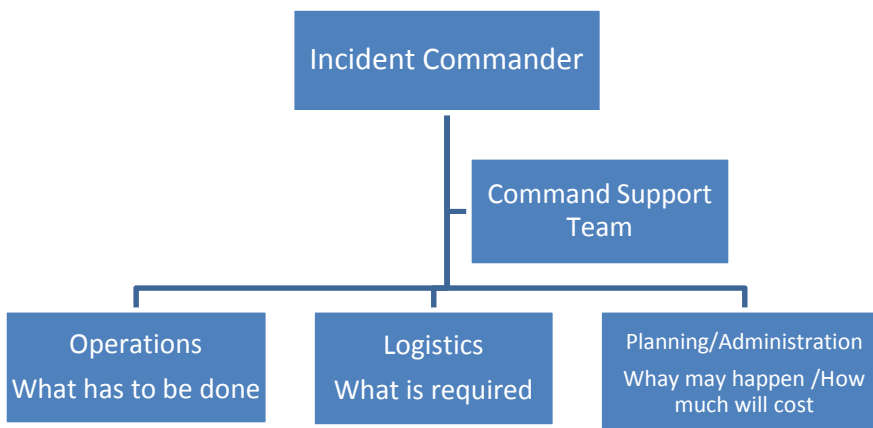 Incident Commander
Command Support
Team
Operations
What has to be done
Logistics
What is required
Planning/Administration
Whay may happen /How
much will cost